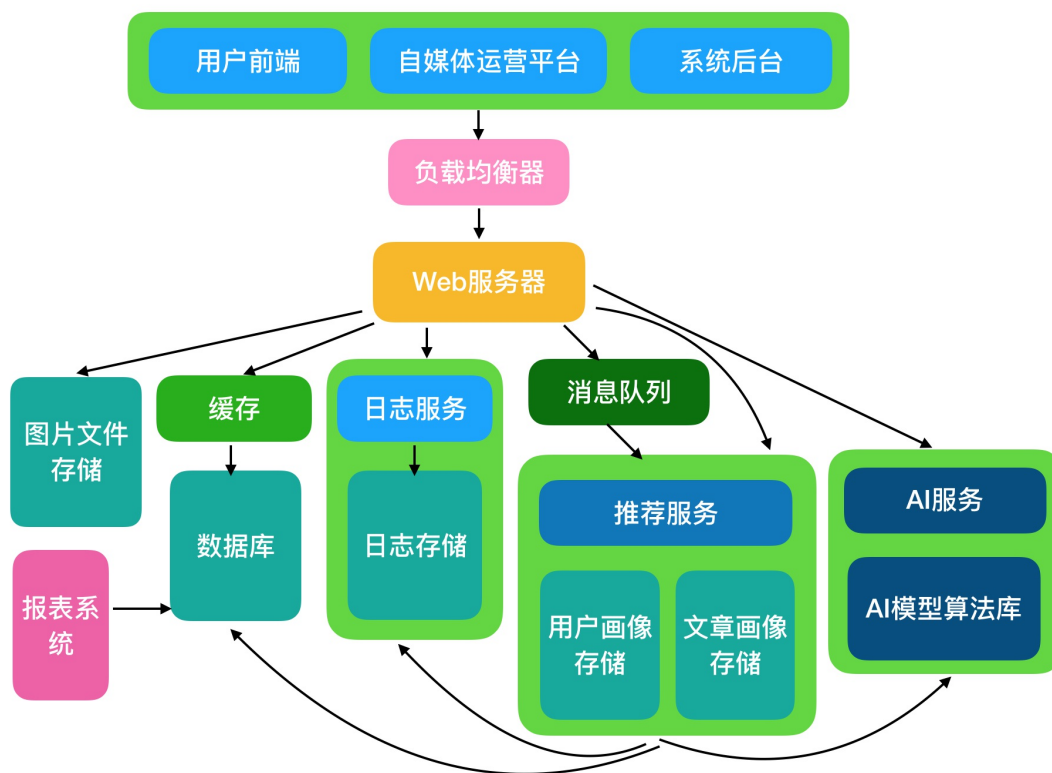 用户前端
自媒体运营平台
系统后台
负载均衡器
Web服务器
图片文件
存储
缓存
日志服务
消息队列
数据库
日志存储
推荐服务
AI服务
报表系
统
用户画像
存储
文章画像
存储
AI模型算法库